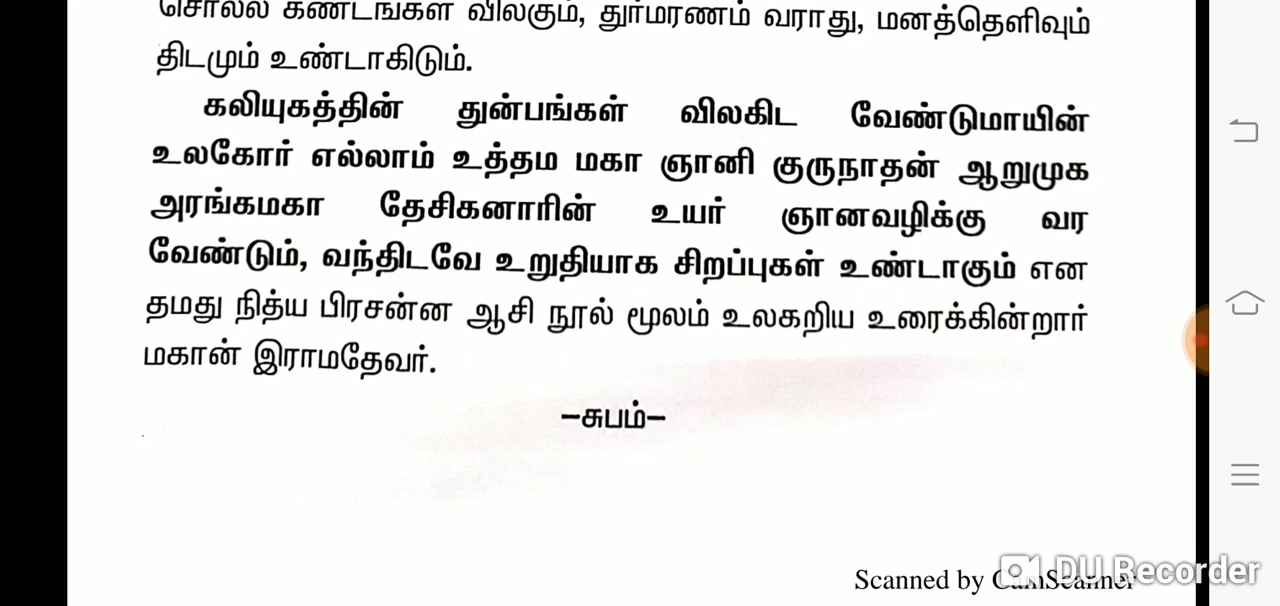 சொல்ல கண்டங்கள் விலகும், துர்மரணம் வராது, மனத்தெளிவும்
திடமும் உண்டாகிடும்.
கலியுகத்தின் துன்பங்கள் விலகிட வேண்டுமாயின்
உலகோர் எல்லாம் உத்தம மகா ஞானி குருநாதன் ஆறுமுக
அரங்கமகா தேசிகனாரின் உயர் ஞானவழிக்கு வர
வேண்டும், வந்திடவே உறுதியாக சிறப்புகள் உண்டாகும் என
தமது நித்ய பிரசன்ன ஆசி நூல் மூலம் உலகறிய உரைக்கின்றார்
மகான் இராமதேவர்.
–சுபம்–
Scanned by CamScanner
DU Recorder